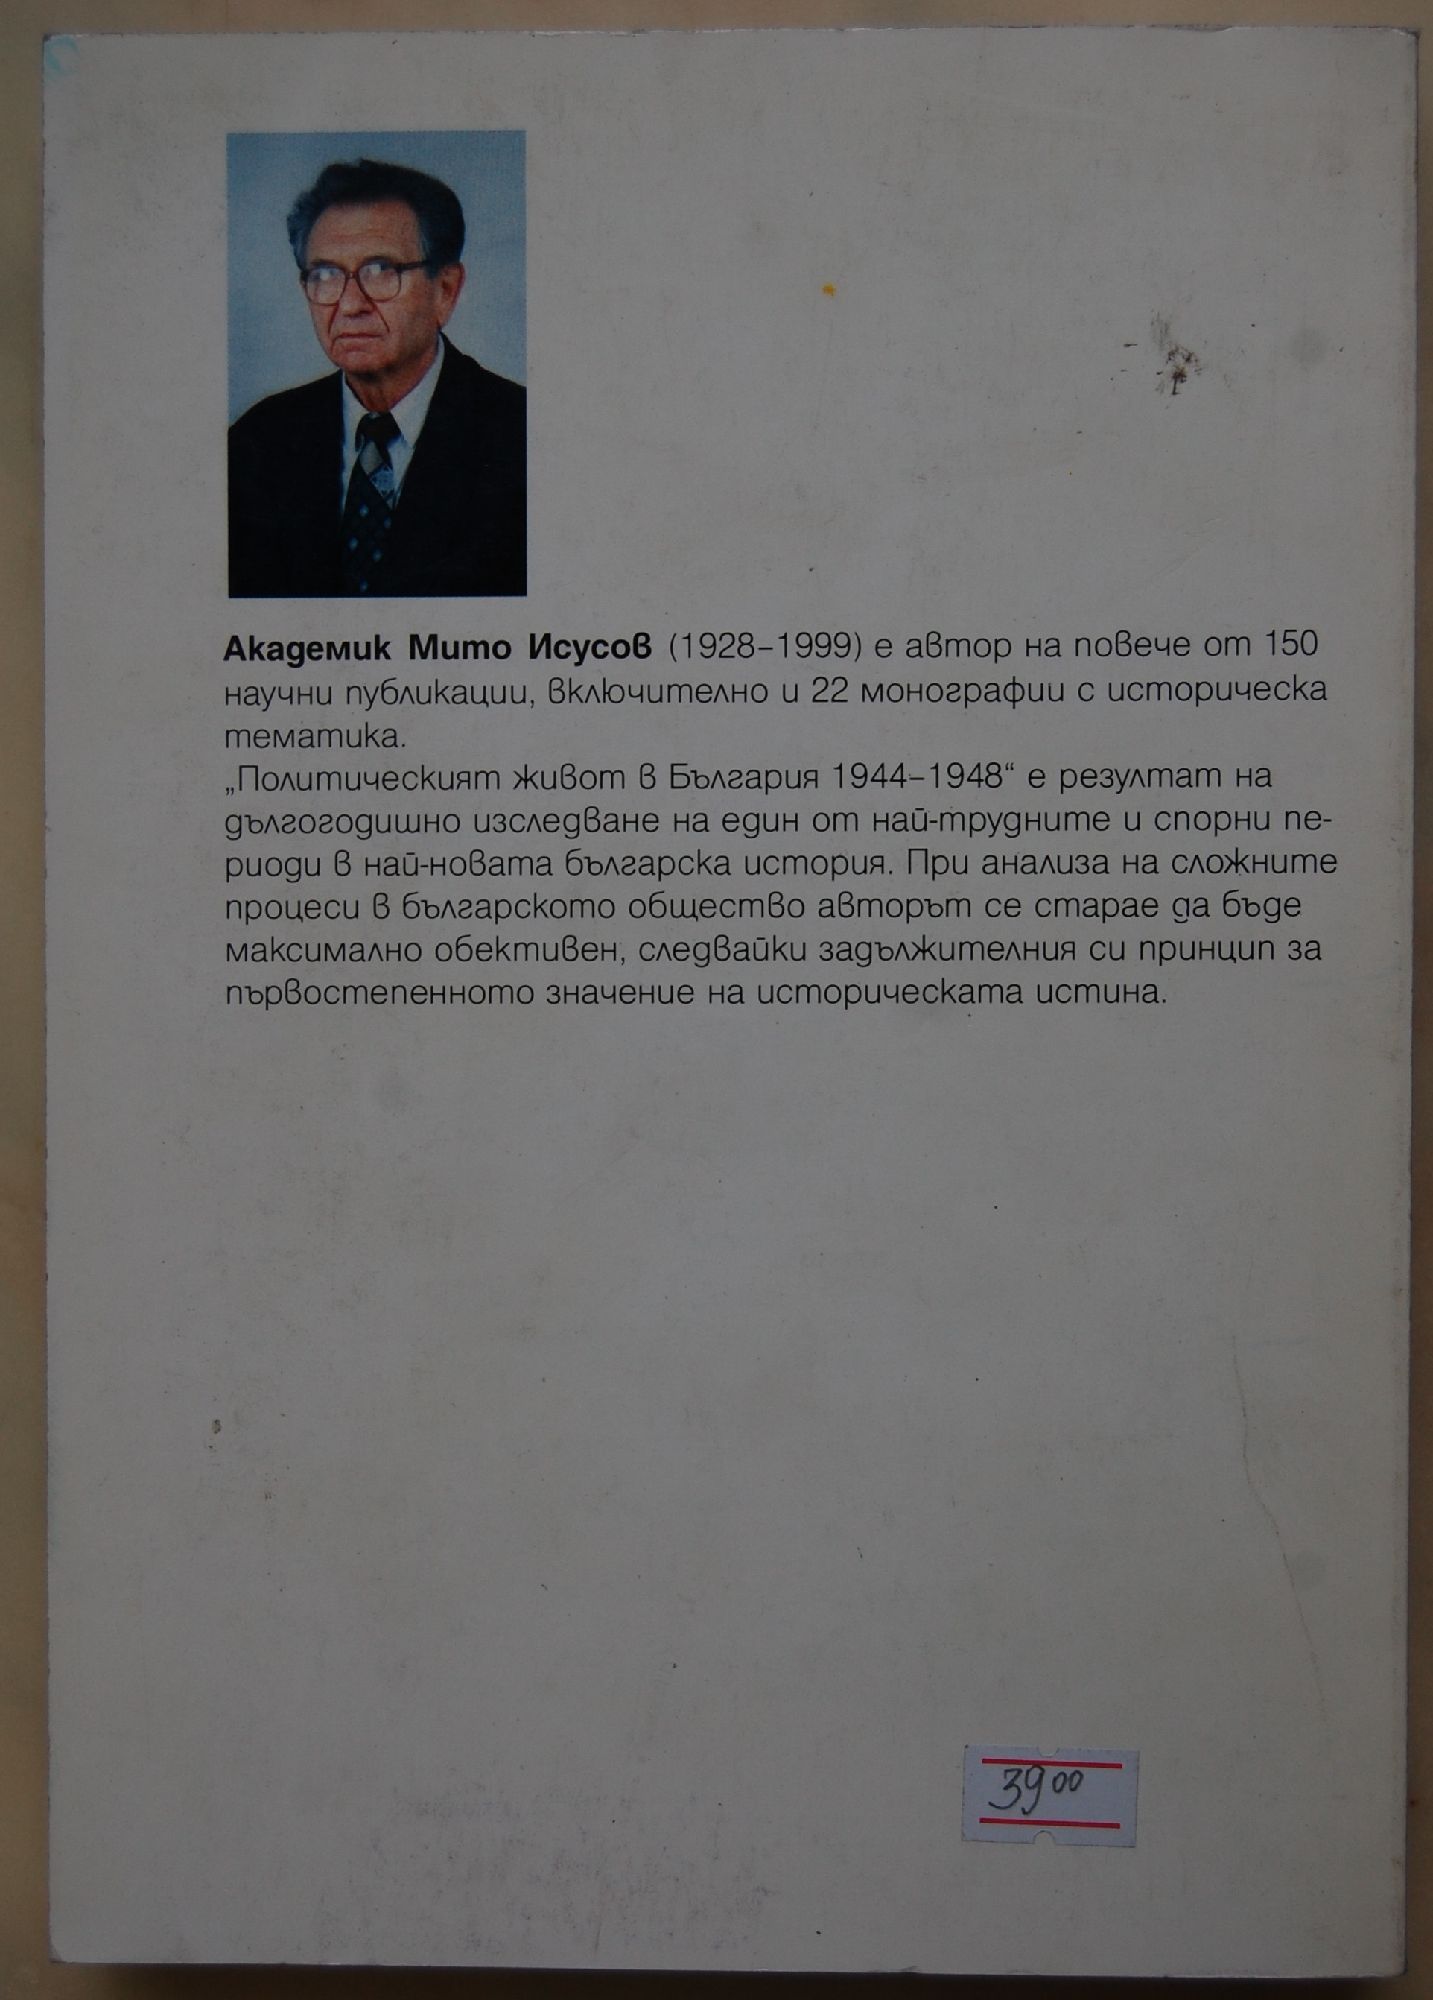 Академик Мито Исусов (1928–1999) е автор на повече от 150
научни публикации, включително и 22 монографии с историческа
тематика.
„Политическият живот в България 1944–1948“ е резултат на
дългогодишно изследване на един от най-трудните и спорни пе-
риоди в най-новата българска история. При анализа на сложните
процеси в българското общество авторът се старае да бъде
максимално обективен, следвайки задължителния си принцип за
първостепенното значение на историческата истина.
39 00